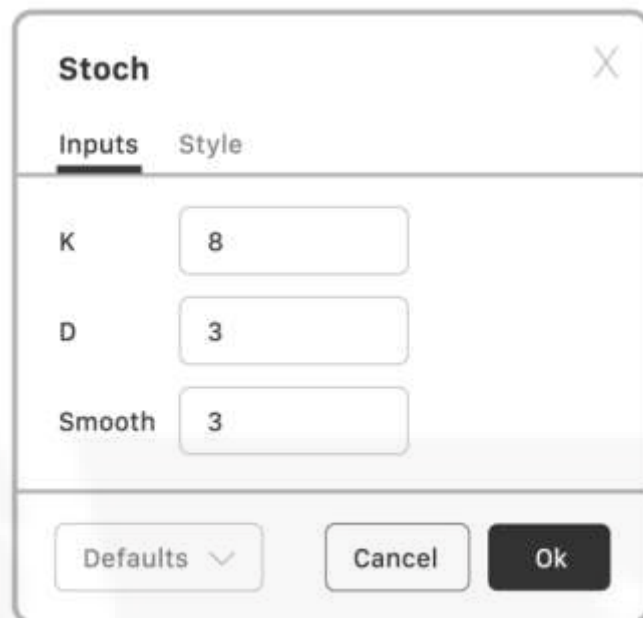 Stoch X
Inputs Style
K 8
D 3
Smooth 3
Defaults Cancel Ok